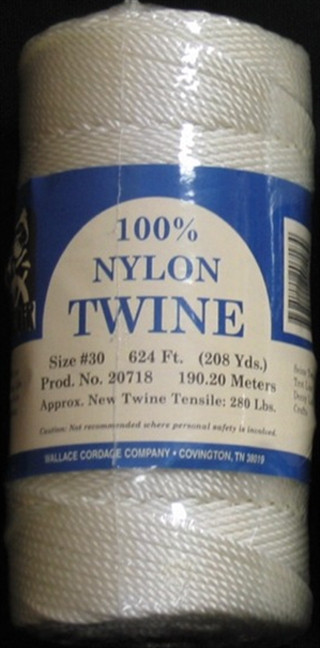 100%
NYLON
TWINE
Size #30 624 Ft. (208 Yds.)
Prod. No. 20718 190.20 Meters
Approx. New Twine Tensile: 280 Lbs.
Caution: Not recommended where personal safety is involved.
WALLACE CORDAGE COMPANY • COVINGTON, TN 38019